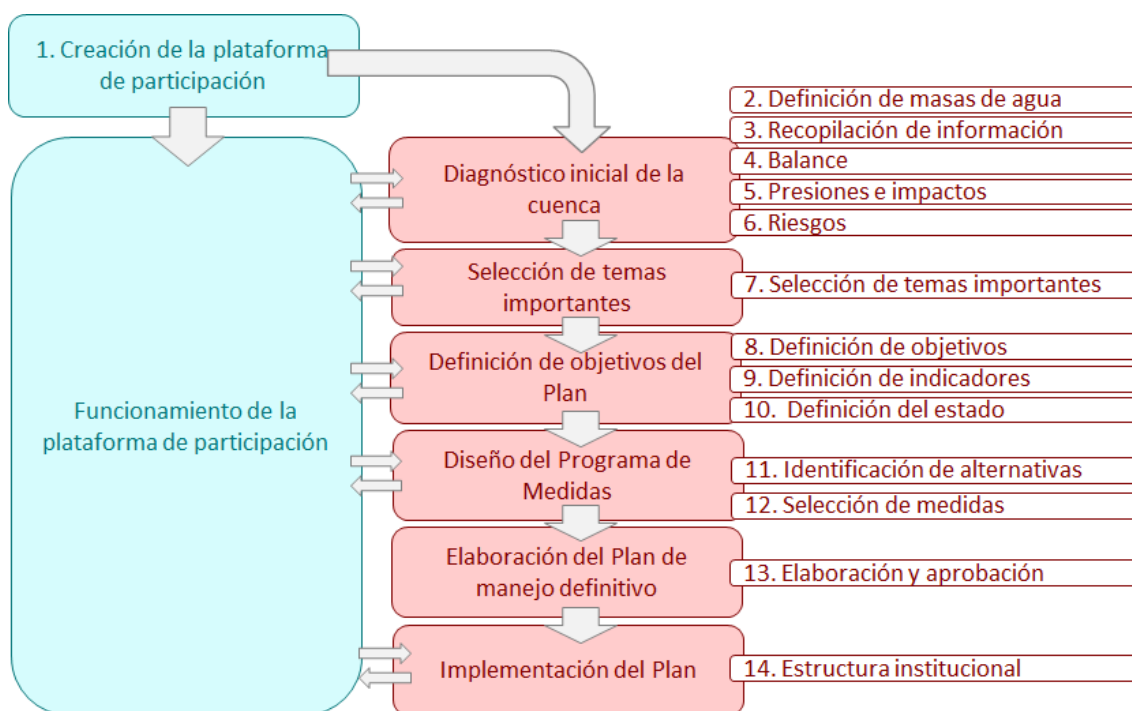 1. Creación de la plataforma
de participación
Funcionamiento de la
plataforma de participación
Diagnóstico inicial de la
cuenca
2. Definición de masas de agua
3. Recopilación de información
4. Balance
5. Presiones e impactos
6. Riesgos
Selección de temas
importantes
7. Selección de temas importantes
Definición de objetivos del
Plan
8. Definición de objetivos
9. Definición de indicadores
10. Definición del estado
Diseño del Programa de
Medidas
11. Identificación de alternativas
12. Selección de medidas
Elaboración del Plan de
manejo definitivo
13. Elaboración y aprobación
Implementación del Plan
14. Estructura institucional